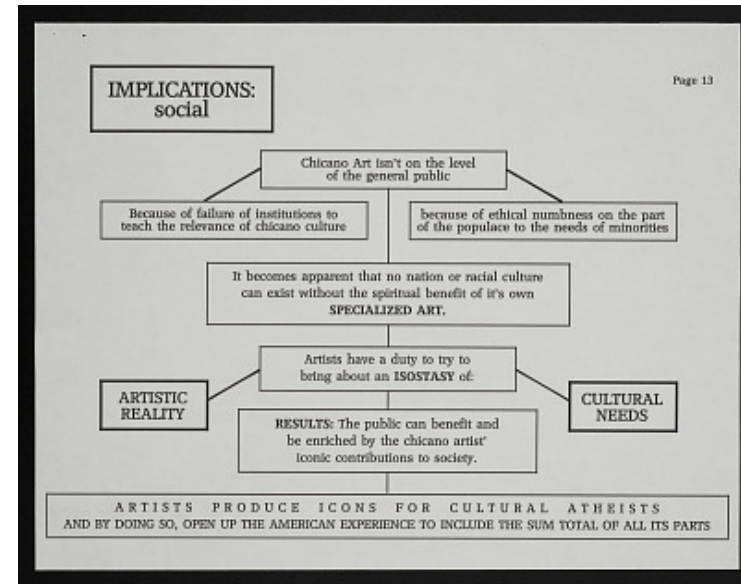 IMPLICATIONS:
social
Page 13
Chicano Art isn't on the level
of the general public
Because of failure of institutions to
teach the relevance of chicano culture
because of ethical numbness on the part
of the populace to the needs of minorities
It becomes apparent that no nation or racial culture
can exist without the spiritual benefit of it's own
SPECIALIZED ART.
Artists have a duty to try to
bring about an ISOSTASY of:
ARTISTIC
REALITY
CULTURAL
NEEDS
RESULTS: The public can benefit and
be enriched by the chicano artist'
iconic contributions to society.
ARTISTS PRODUCE ICONS FOR CULTURAL ATHEISTS
AND BY DOING SO, OPEN UP THE AMERICAN EXPERIENCE TO INCLUDE THE SUM TOTAL OF ALL ITS PARTS